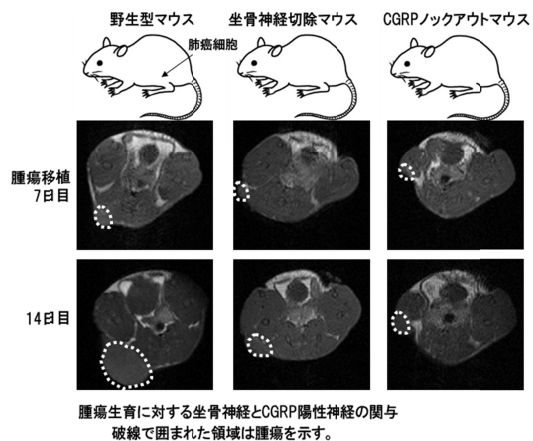 野生型マウス
坐骨神経切除マウス
CGRPノックアウトマウス
肺癌細胞
腫瘍移植
7日目
14日目
腫瘍生育に対する坐骨神経とCGRP陽性神経の関与
破線で囲まれた領域は腫瘍を示す。